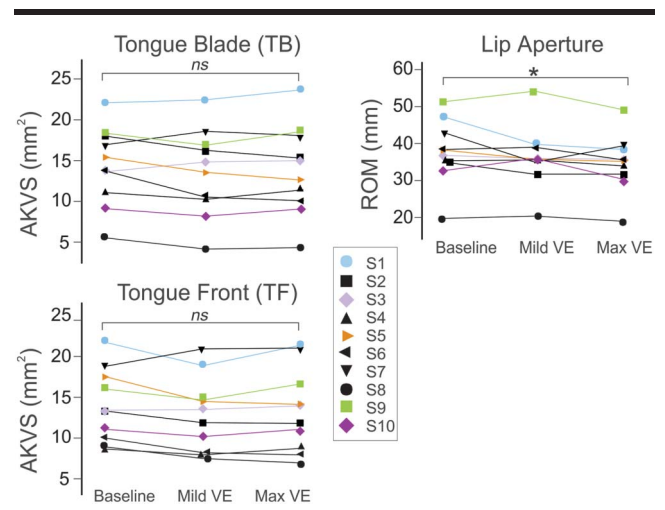 Tongue Blade (TB)
ns
25
20
15
10
5
AKVS (mm²)
Lip Aperture
*
60
50
40
30
20
ROM (mm)
Baseline Mild VE Max VE
S1
S2
S3
S4
S5
S6
S7
S8
S9
S10
Tongue Front (TF)
ns
25
20
15
10
5
AKVS (mm²)
Baseline Mild VE Max VE